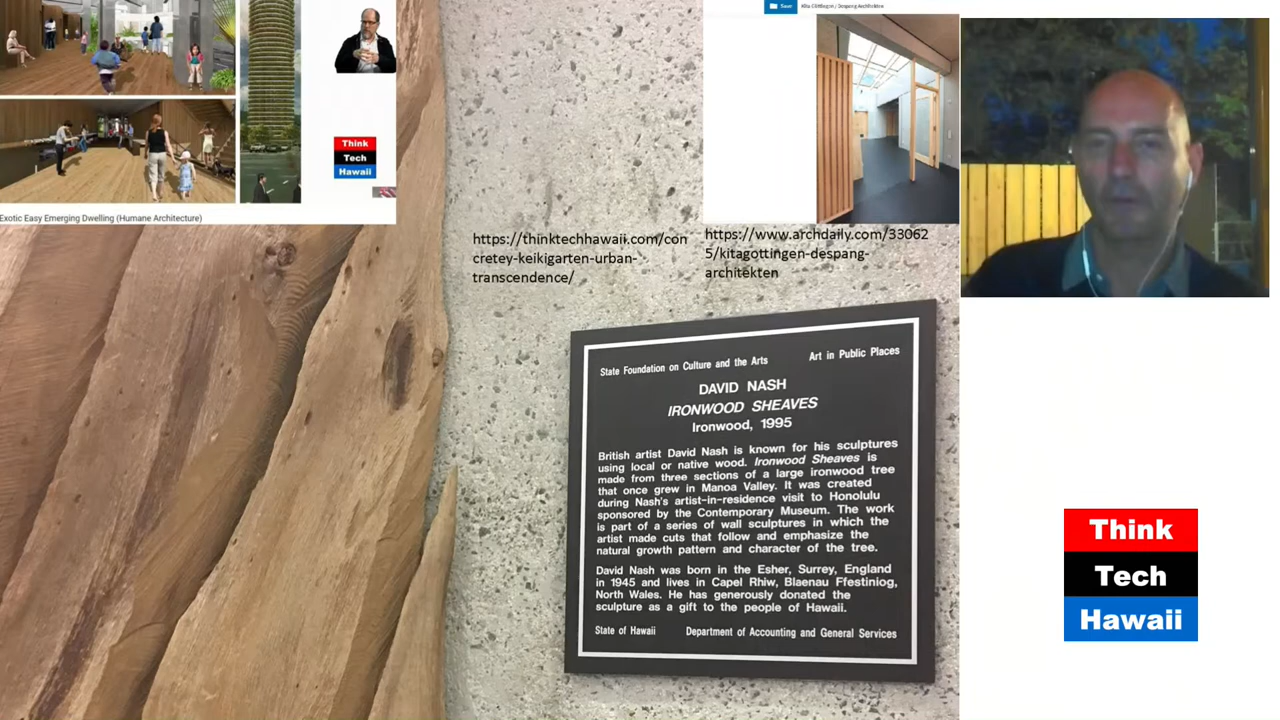 Save
Kita Göttingen / Despang Architekten
Think
Tech
Hawaii
Exotic Easy Emerging Dwelling (Humane Architecture)
https://thinktechhawaii.com/con
cretey-keikigarten-urban-
transcendence/
https://www.archdaily.com/33062
5/kitagottingen-despang-
architekten
State Foundation on Culture and the Arts
Art in Public Places
DAVID NASH
IRONWOOD SHEAVES
Ironwood, 1995
British artist David Nash is known for his sculptures
using local or native wood. Ironwood Sheaves is
made from three sections of a large ironwood tree
that once grew in Manoa Valley. It was created
during Nash's artist-in-residence visit to Honolulu
sponsored by the Contemporary Museum. The work
is part of a series of wall sculptures in which the
artist made cuts that follow and emphasize the
natural growth pattern and character of the tree.
David Nash was born in the Esher, Surrey, England
in 1945 and lives in Capel Rhiw, Blaenau Ffestiniog,
North Wales. He has generously donated the
sculpture as a gift to the people of Hawaii.
State of Hawaii
Department of Accounting and General Services
Think
Tech
Hawaii